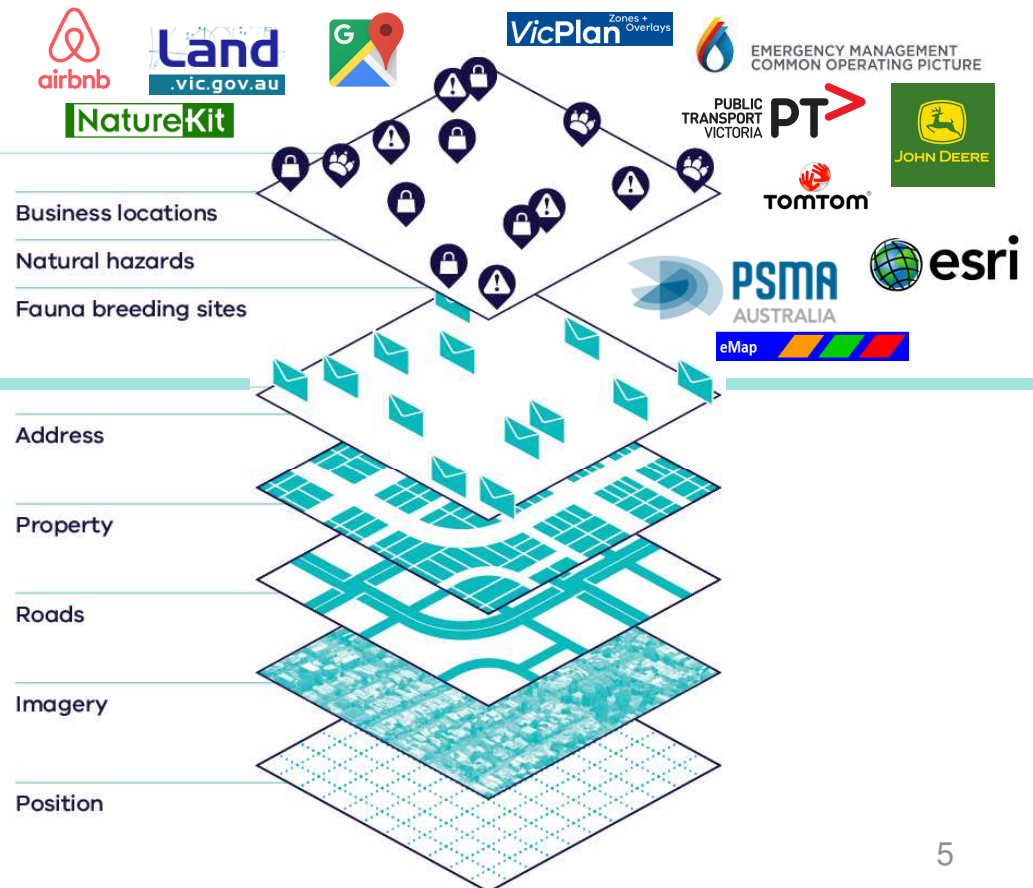 airbnb
Land
.vic.gov.au
G
VicPlan Zones +
Overlays
EMERGENCY MANAGEMENT
COMMON OPERATING PICTURE
NatureKit
PUBLIC
TRANSPORT
VICTORIA
PT>
JOHN DEERE
TOMTOM®
Business locations
Natural hazards
Fauna breeding sites
esri
PSMA
AUSTRALIA
eMap
Address
Property
Roads
Imagery
Position
5